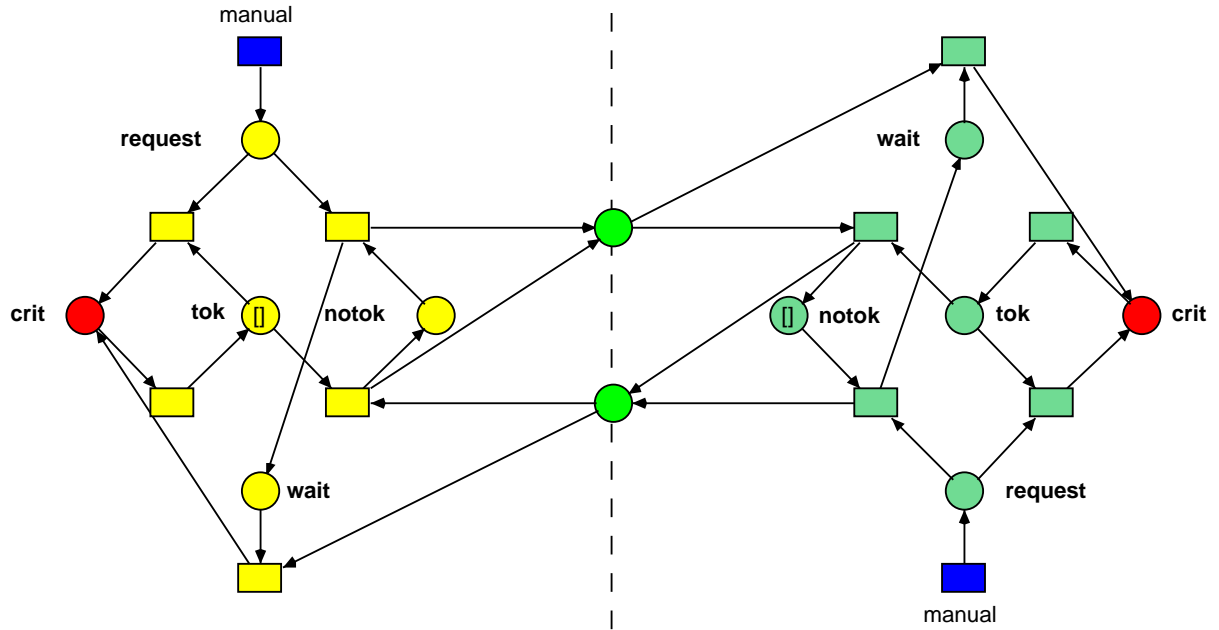 manual
request
wait
crit
tok
[]
notok
[]
notok
tok
crit
wait
request
manual